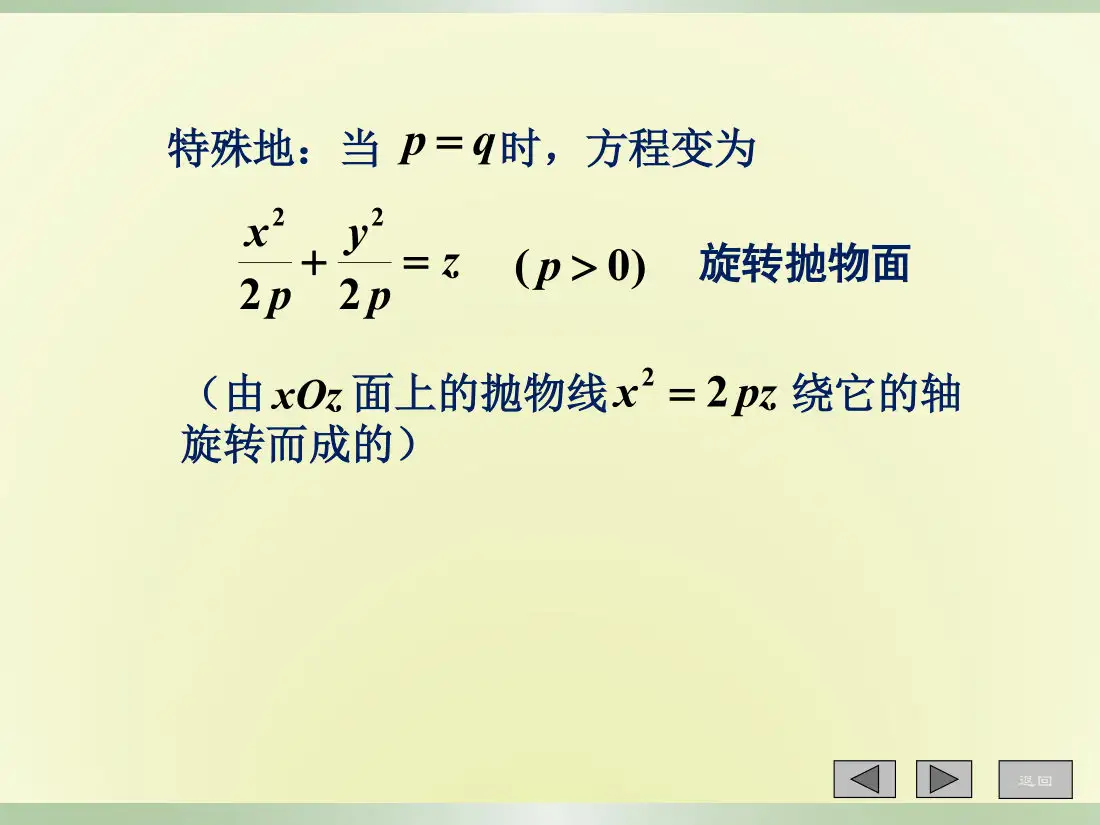 特殊地：当 p = q 时，方程变为
x²/2p + y²/2p = z （p > 0） 旋转抛物面
（由 xOz 面上的抛物线 x² = 2pz 绕它的轴
旋转而成的）
返回